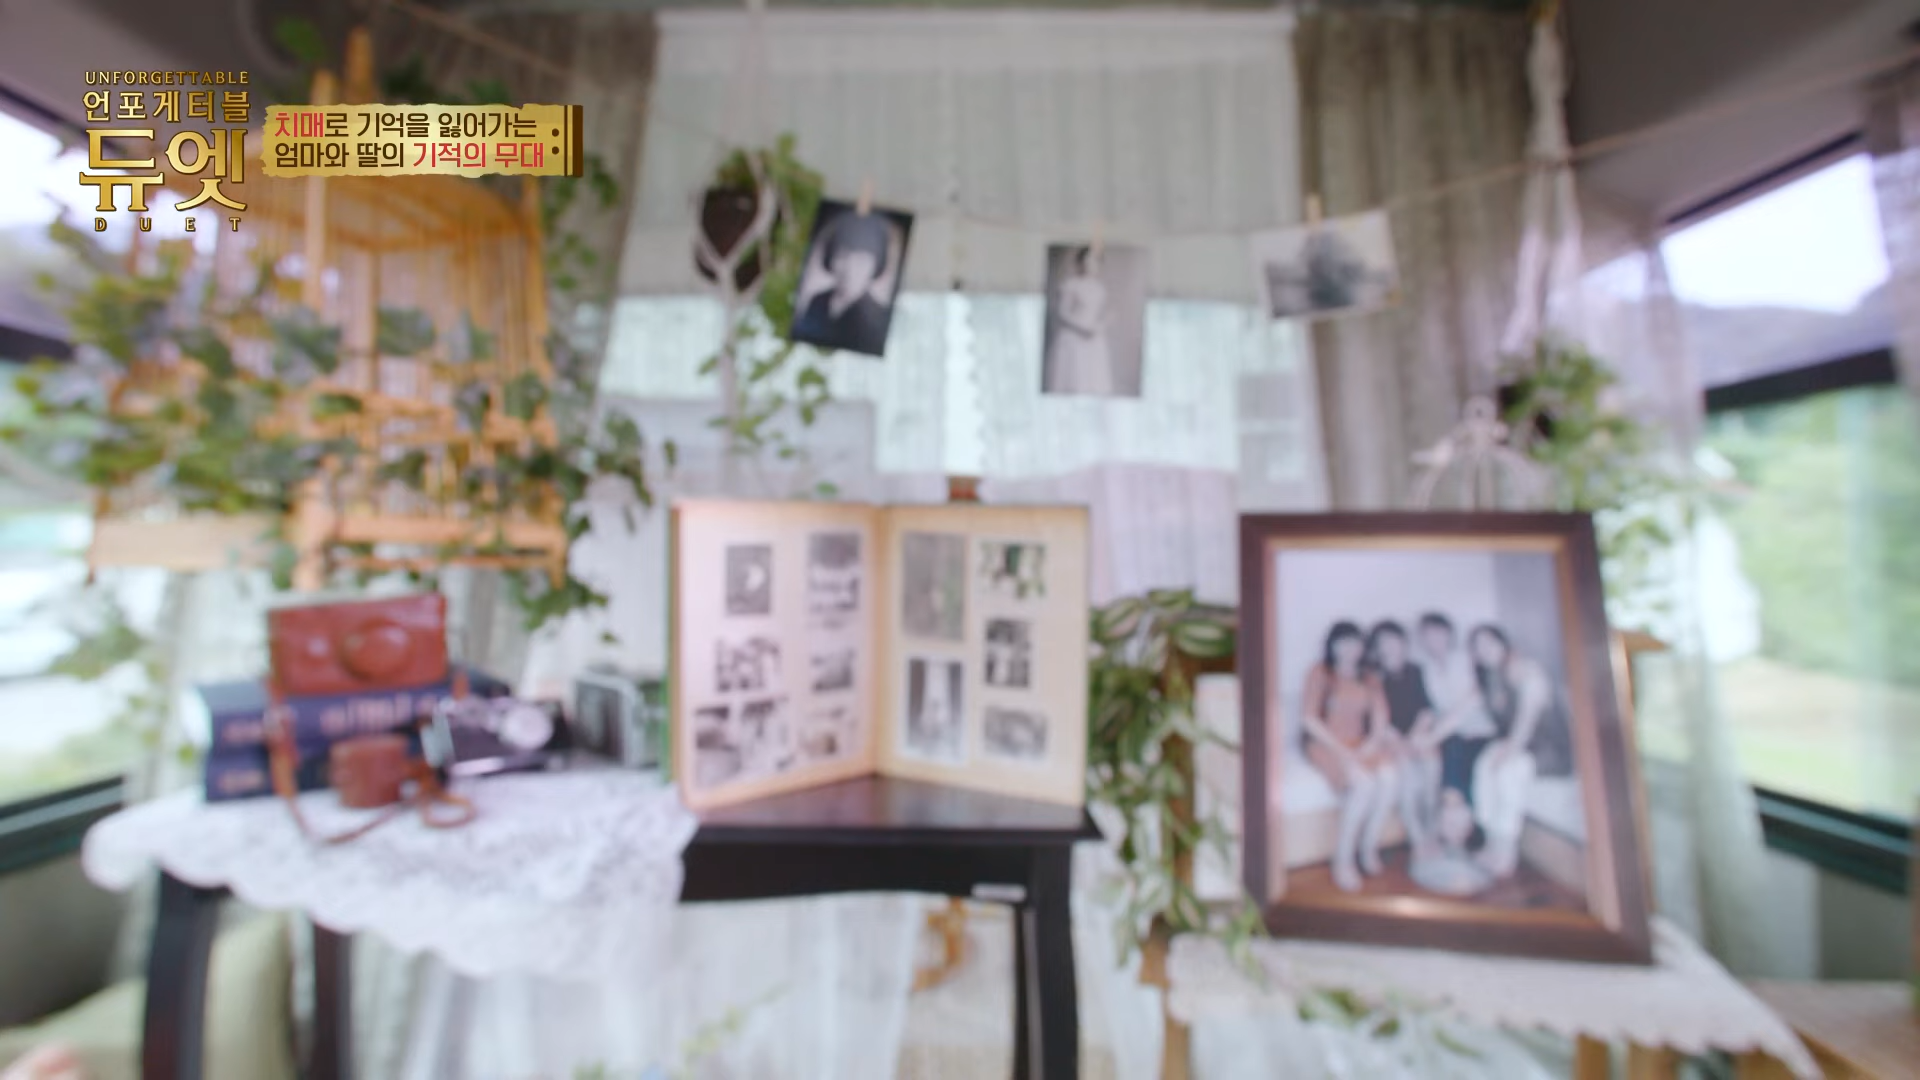 UNFORGETTABLE
언포게터블
듀엣
DUET
치매로 기억을 잃어가는
엄마와 딸의 기적의 무대